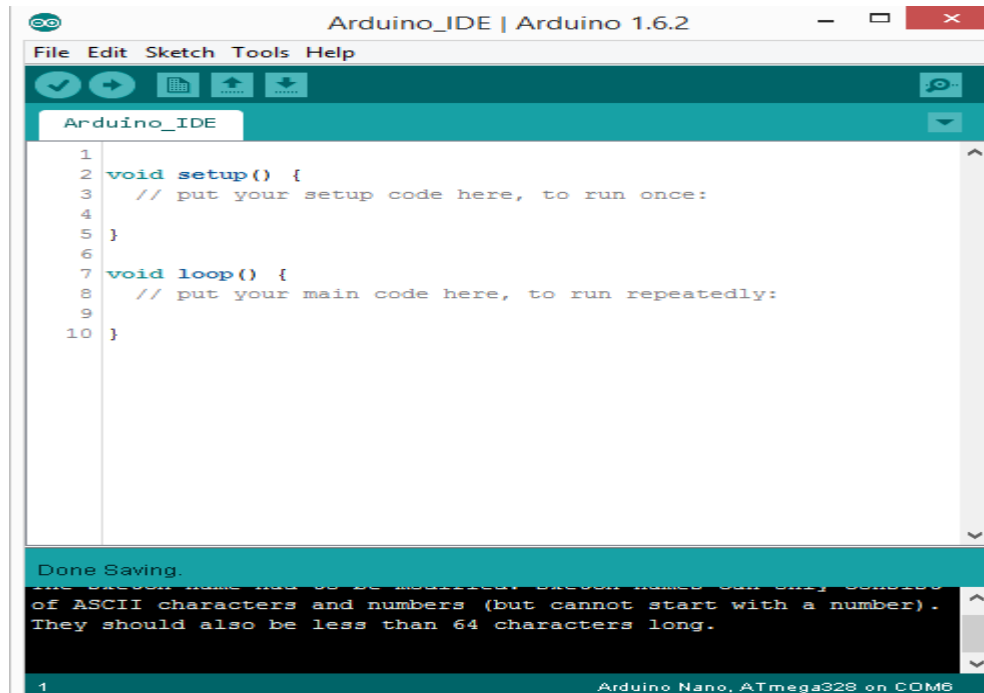 Arduino_IDE | Arduino 1.6.2
File Edit Sketch Tools Help
Arduino_IDE
1
2 void setup() {
3 // put your setup code here, to run once:
4
5 }
6
7 void loop() {
8 // put your main code here, to run repeatedly:
9
10 }
Done Saving.
of ASCII characters and numbers (but cannot start with a number).
They should also be less than 64 characters long.
1 Arduino Nano, ATmega328 on COM6